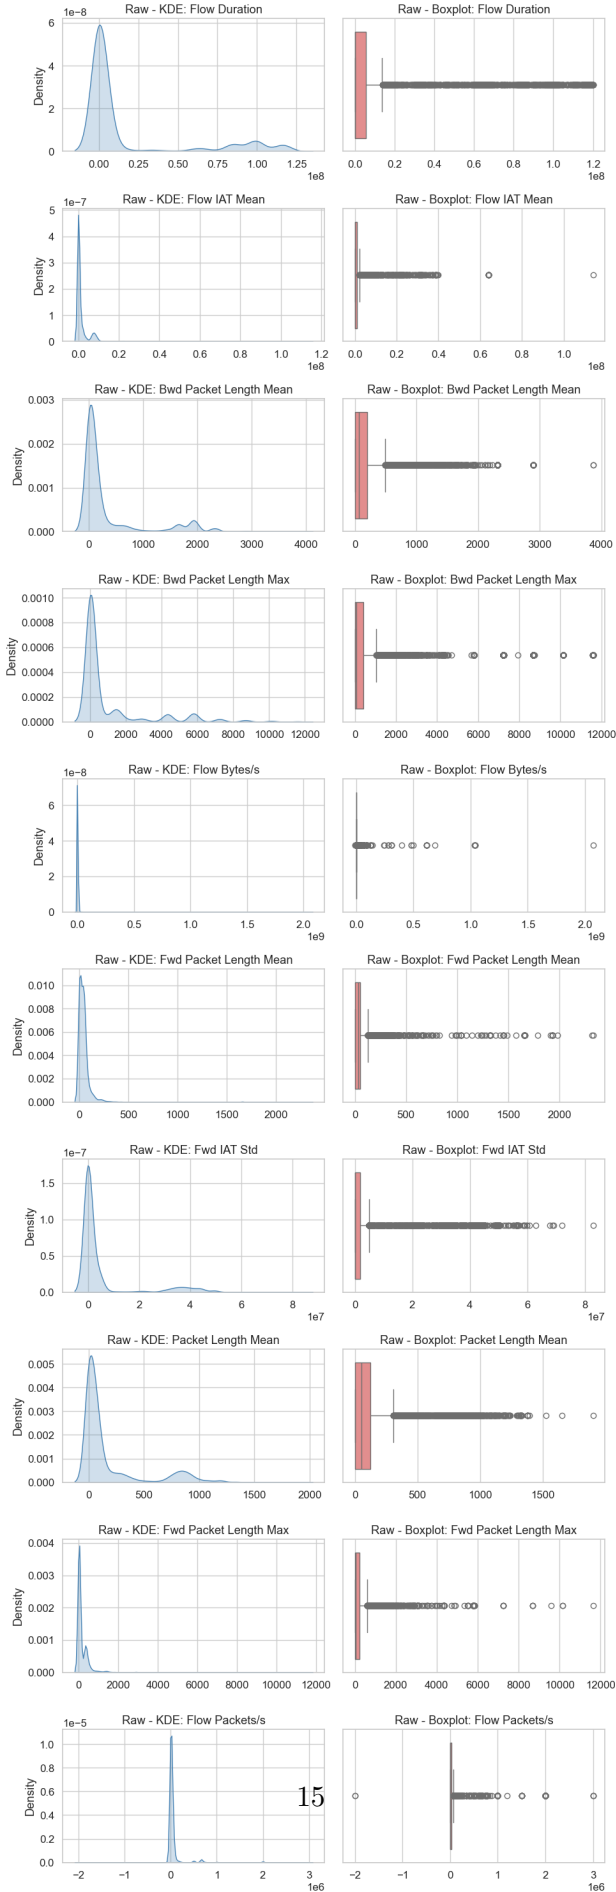 Raw - KDE: Flow Duration
Raw - Boxplot: Flow Duration
1e−8
6
4
2
0
Density
0.00 0.25 0.50 0.75 1.00 1.25
1e8
0.0 0.2 0.4 0.6 0.8 1.0 1.2
1e8
Raw - KDE: Flow IAT Mean
Raw - Boxplot: Flow IAT Mean
1e−7
5
4
3
2
1
0
Density
0.0 0.2 0.4 0.6 0.8 1.0 1.2
1e8
0.0 0.2 0.4 0.6 0.8 1.0
1e8
Raw - KDE: Bwd Packet Length Mean
Raw - Boxplot: Bwd Packet Length Mean
0.003
0.002
0.001
0.000
Density
0 1000 2000 3000 4000
0 1000 2000 3000 4000
Raw - KDE: Bwd Packet Length Max
Raw - Boxplot: Bwd Packet Length Max
0.0010
0.0008
0.0006
0.0004
0.0002
0.0000
Density
0 2000 4000 6000 8000 10000 12000
0 2000 4000 6000 8000 10000 12000
Raw - KDE: Flow Bytes/s
Raw - Boxplot: Flow Bytes/s
1e−8
6
4
2
0
Density
0.0 0.5 1.0 1.5 2.0
1e9
0.0 0.5 1.0 1.5 2.0
1e9
Raw - KDE: Fwd Packet Length Mean
Raw - Boxplot: Fwd Packet Length Mean
0.010
0.008
0.006
0.004
0.002
0.000
Density
0 500 1000 1500 2000
0 500 1000 1500 2000
Raw - KDE: Fwd IAT Std
Raw - Boxplot: Fwd IAT Std
1e−7
1.5
1.0
0.5
0.0
Density
0 2 4 6 8
1e7
0 2 4 6 8
1e7
Raw - KDE: Packet Length Mean
Raw - Boxplot: Packet Length Mean
0.005
0.004
0.003
0.002
0.001
0.000
Density
0 500 1000 1500 2000
0 500 1000 1500
Raw - KDE: Fwd Packet Length Max
Raw - Boxplot: Fwd Packet Length Max
0.004
0.003
0.002
0.001
0.000
Density
0 2000 4000 6000 8000 10000 12000
0 2000 4000 6000 8000 10000 12000
Raw - KDE: Flow Packets/s
Raw - Boxplot: Flow Packets/s
1e−5
1.0
0.8
0.6
0.4
0.2
0.0
Density
15
−2 −1 0 1 2 3
1e6
−2 −1 0 1 2 3
1e6